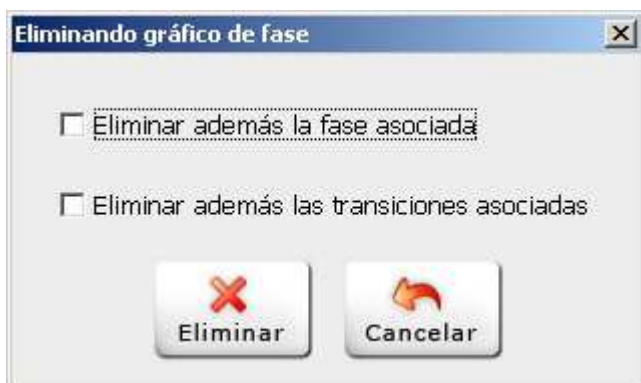 Eliminando gráfico de fase
Eliminar además la fase asociada
Eliminar además las transiciones asociadas
Eliminar
Cancelar